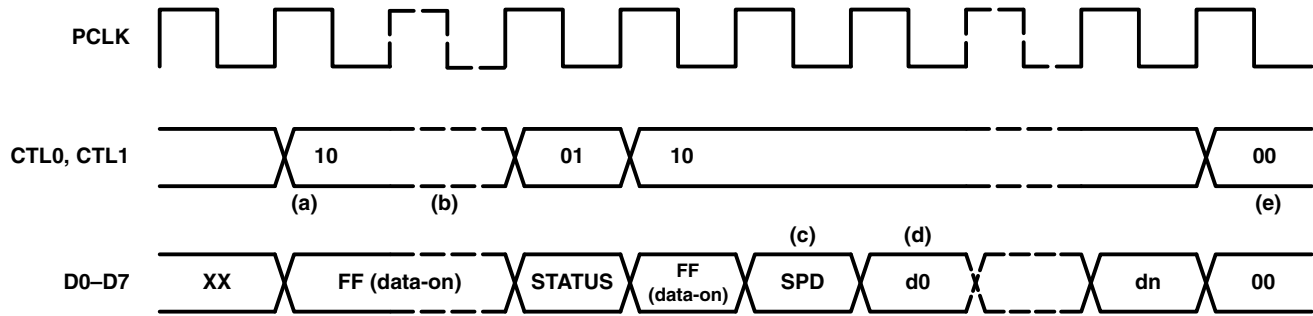 PCLK
CTL0, CTL1
10
01
10
00
(a)
(b)
(e)
(c)
(d)
D0–D7
XX
FF (data-on)
STATUS
FF
(data-on)
SPD
d0
dn
00